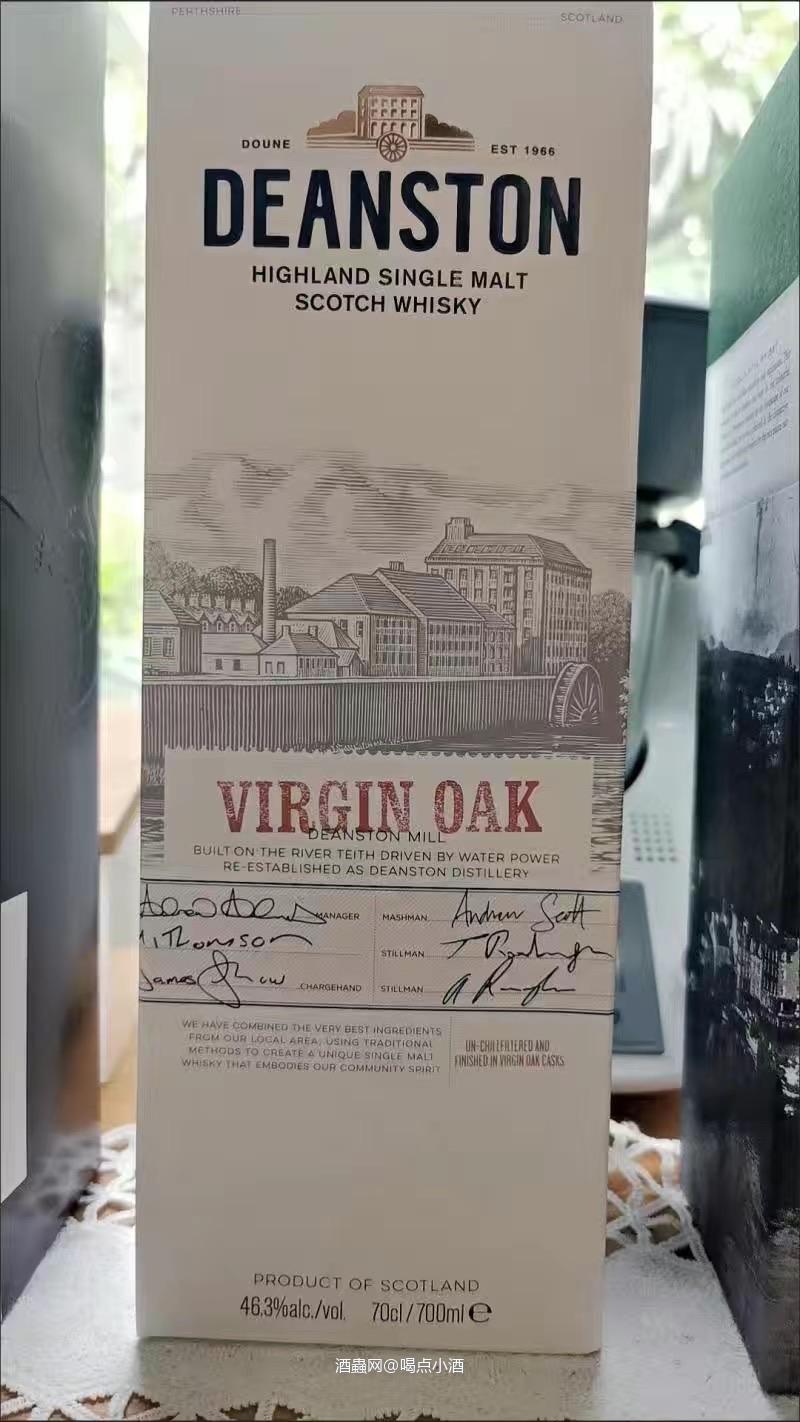 PERTHSHIRE
SCOTLAND
DOUNE
EST 1966
DEANSTON
HIGHLAND SINGLE MALT
SCOTCH WHISKY
VIRGIN OAK
DEANSTON MILL
BUILT ON THE RIVER TEITH DRIVEN BY WATER POWER
RE-ESTABLISHED AS DEANSTON DISTILLERY
MANAGER
MASHMAN
Andrew Scott
STILLMAN
James
CHARGEHAND
STILLMAN
WE HAVE COMBINED THE VERY BEST INGREDIENTS
FROM OUR LOCAL AREA, USING TRADITIONAL
METHODS TO CREATE A UNIQUE SINGLE MALT
WHISKY THAT EMBODIES OUR COMMUNITY SPIRIT
UN-CHILLFILTERED AND
FINISHED IN VIRGIN OAK CASKS
PRODUCT OF SCOTLAND
46.3%alc./vol. 70cl/700ml e
酒蟲网@喝点小酒